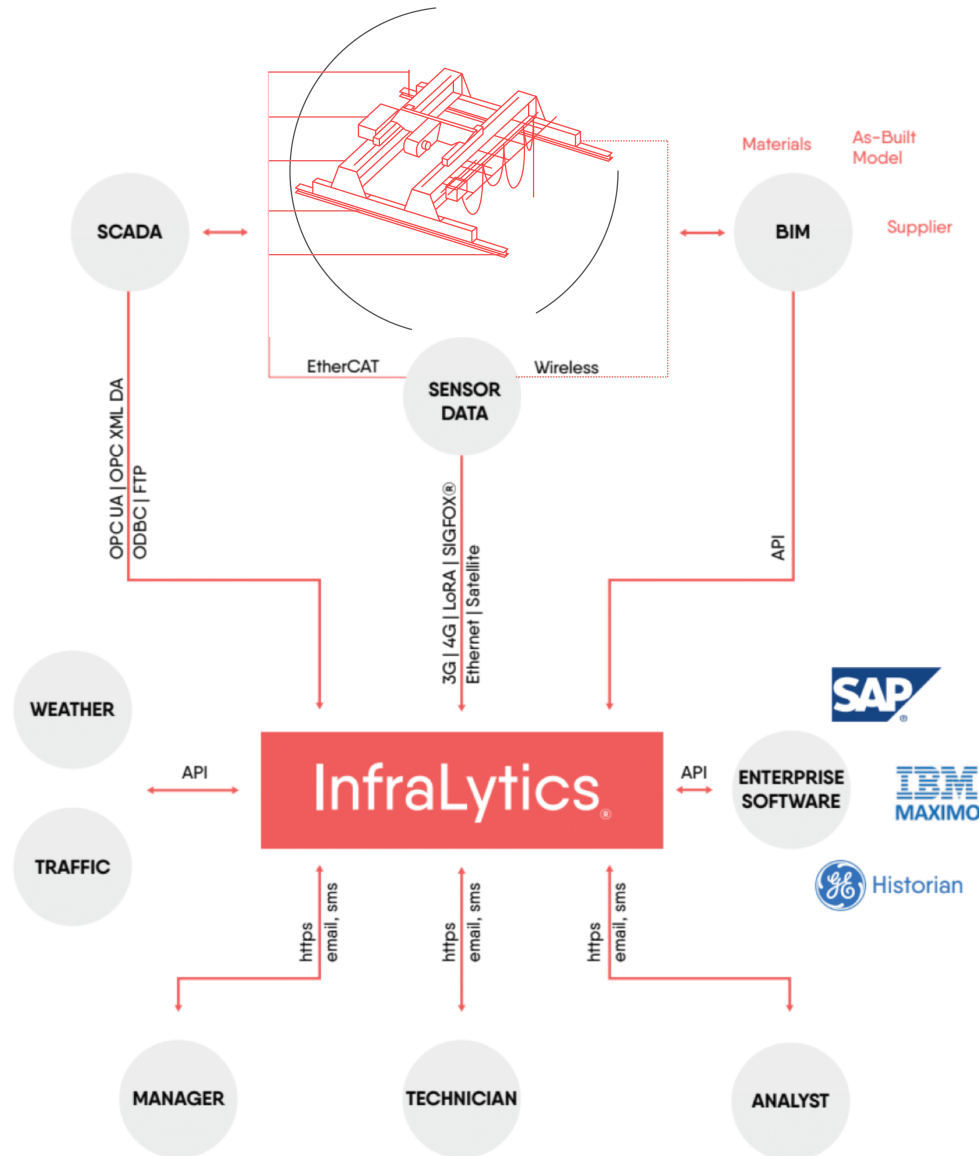 Materials
As-Built
Model
SCADA
BIM
Supplier
EtherCAT
Wireless
SENSOR
DATA
OPC UA | OPC XML DA
ODBC | FTP
3G | 4G | LoRA | SIGFOX®
Ethernet | Satellite
API
WEATHER
TRAFFIC
API
InfraLytics®
API
ENTERPRISE
SOFTWARE
SAP®
IBM
MAXIMO
GE Historian
https
email, sms
https
email, sms
https
email, sms
MANAGER
TECHNICIAN
ANALYST